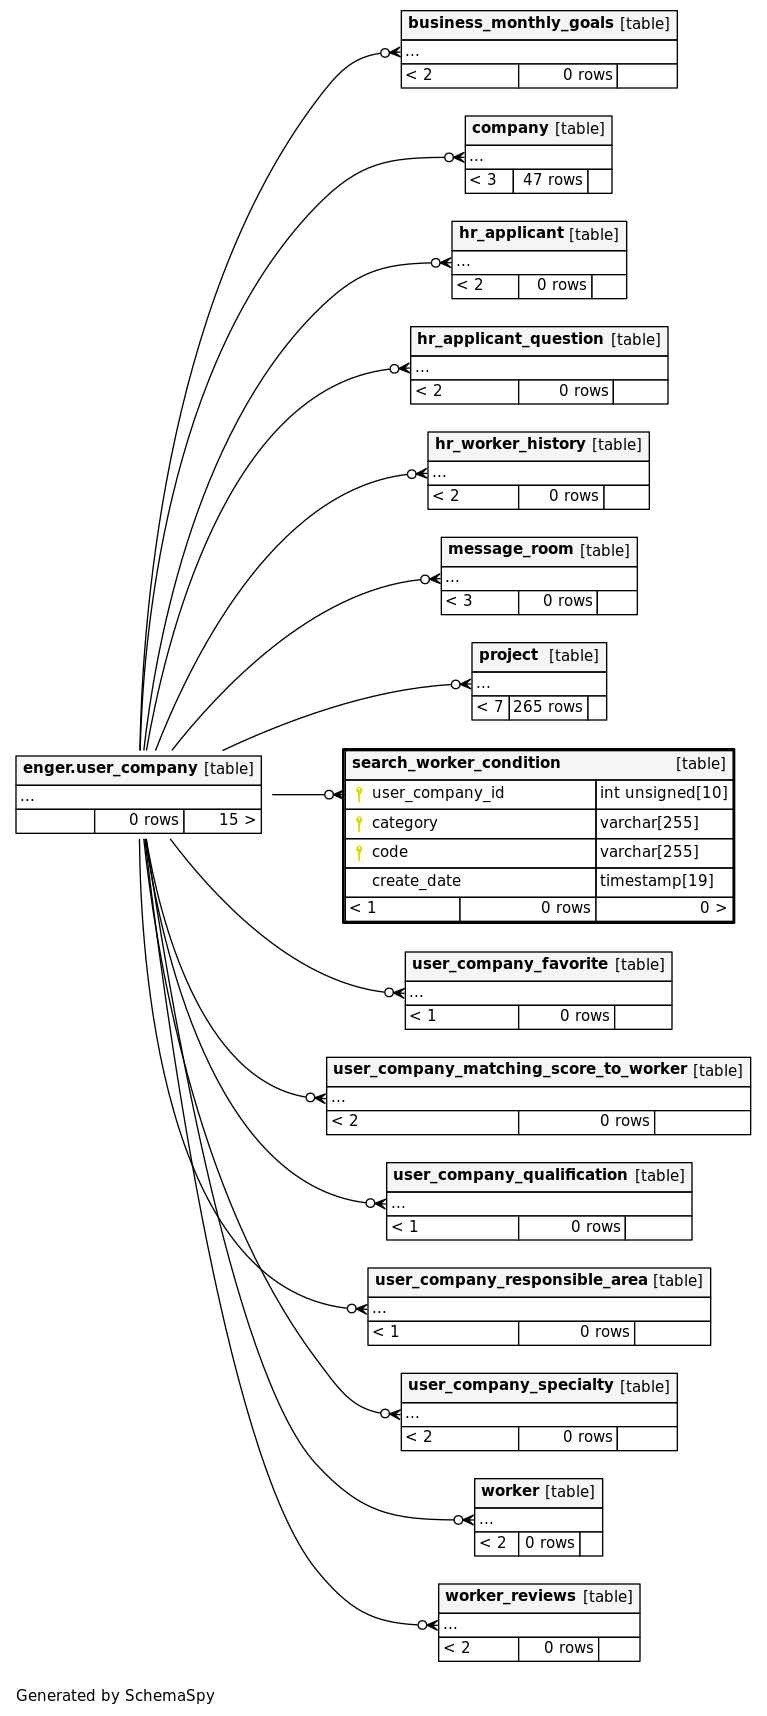 business_monthly_goals [table]
...
< 2 0 rows
company [table]
...
< 3 47 rows
hr_applicant [table]
...
< 2 0 rows
hr_applicant_question [table]
...
< 2 0 rows
hr_worker_history [table]
...
< 2 0 rows
message_room [table]
...
< 3 0 rows
project [table]
...
< 7 265 rows
enger.user_company [table]
...
0 rows 15 >
search_worker_condition [table]
user_company_id int unsigned[10]
category varchar[255]
code varchar[255]
create_date timestamp[19]
< 1 0 rows 0 >
user_company_favorite [table]
...
< 1 0 rows
user_company_matching_score_to_worker [table]
...
< 2 0 rows
user_company_qualification [table]
...
< 1 0 rows
user_company_responsible_area [table]
...
< 1 0 rows
user_company_specialty [table]
...
< 2 0 rows
worker [table]
...
< 2 0 rows
worker_reviews [table]
...
< 2 0 rows
Generated by SchemaSpy